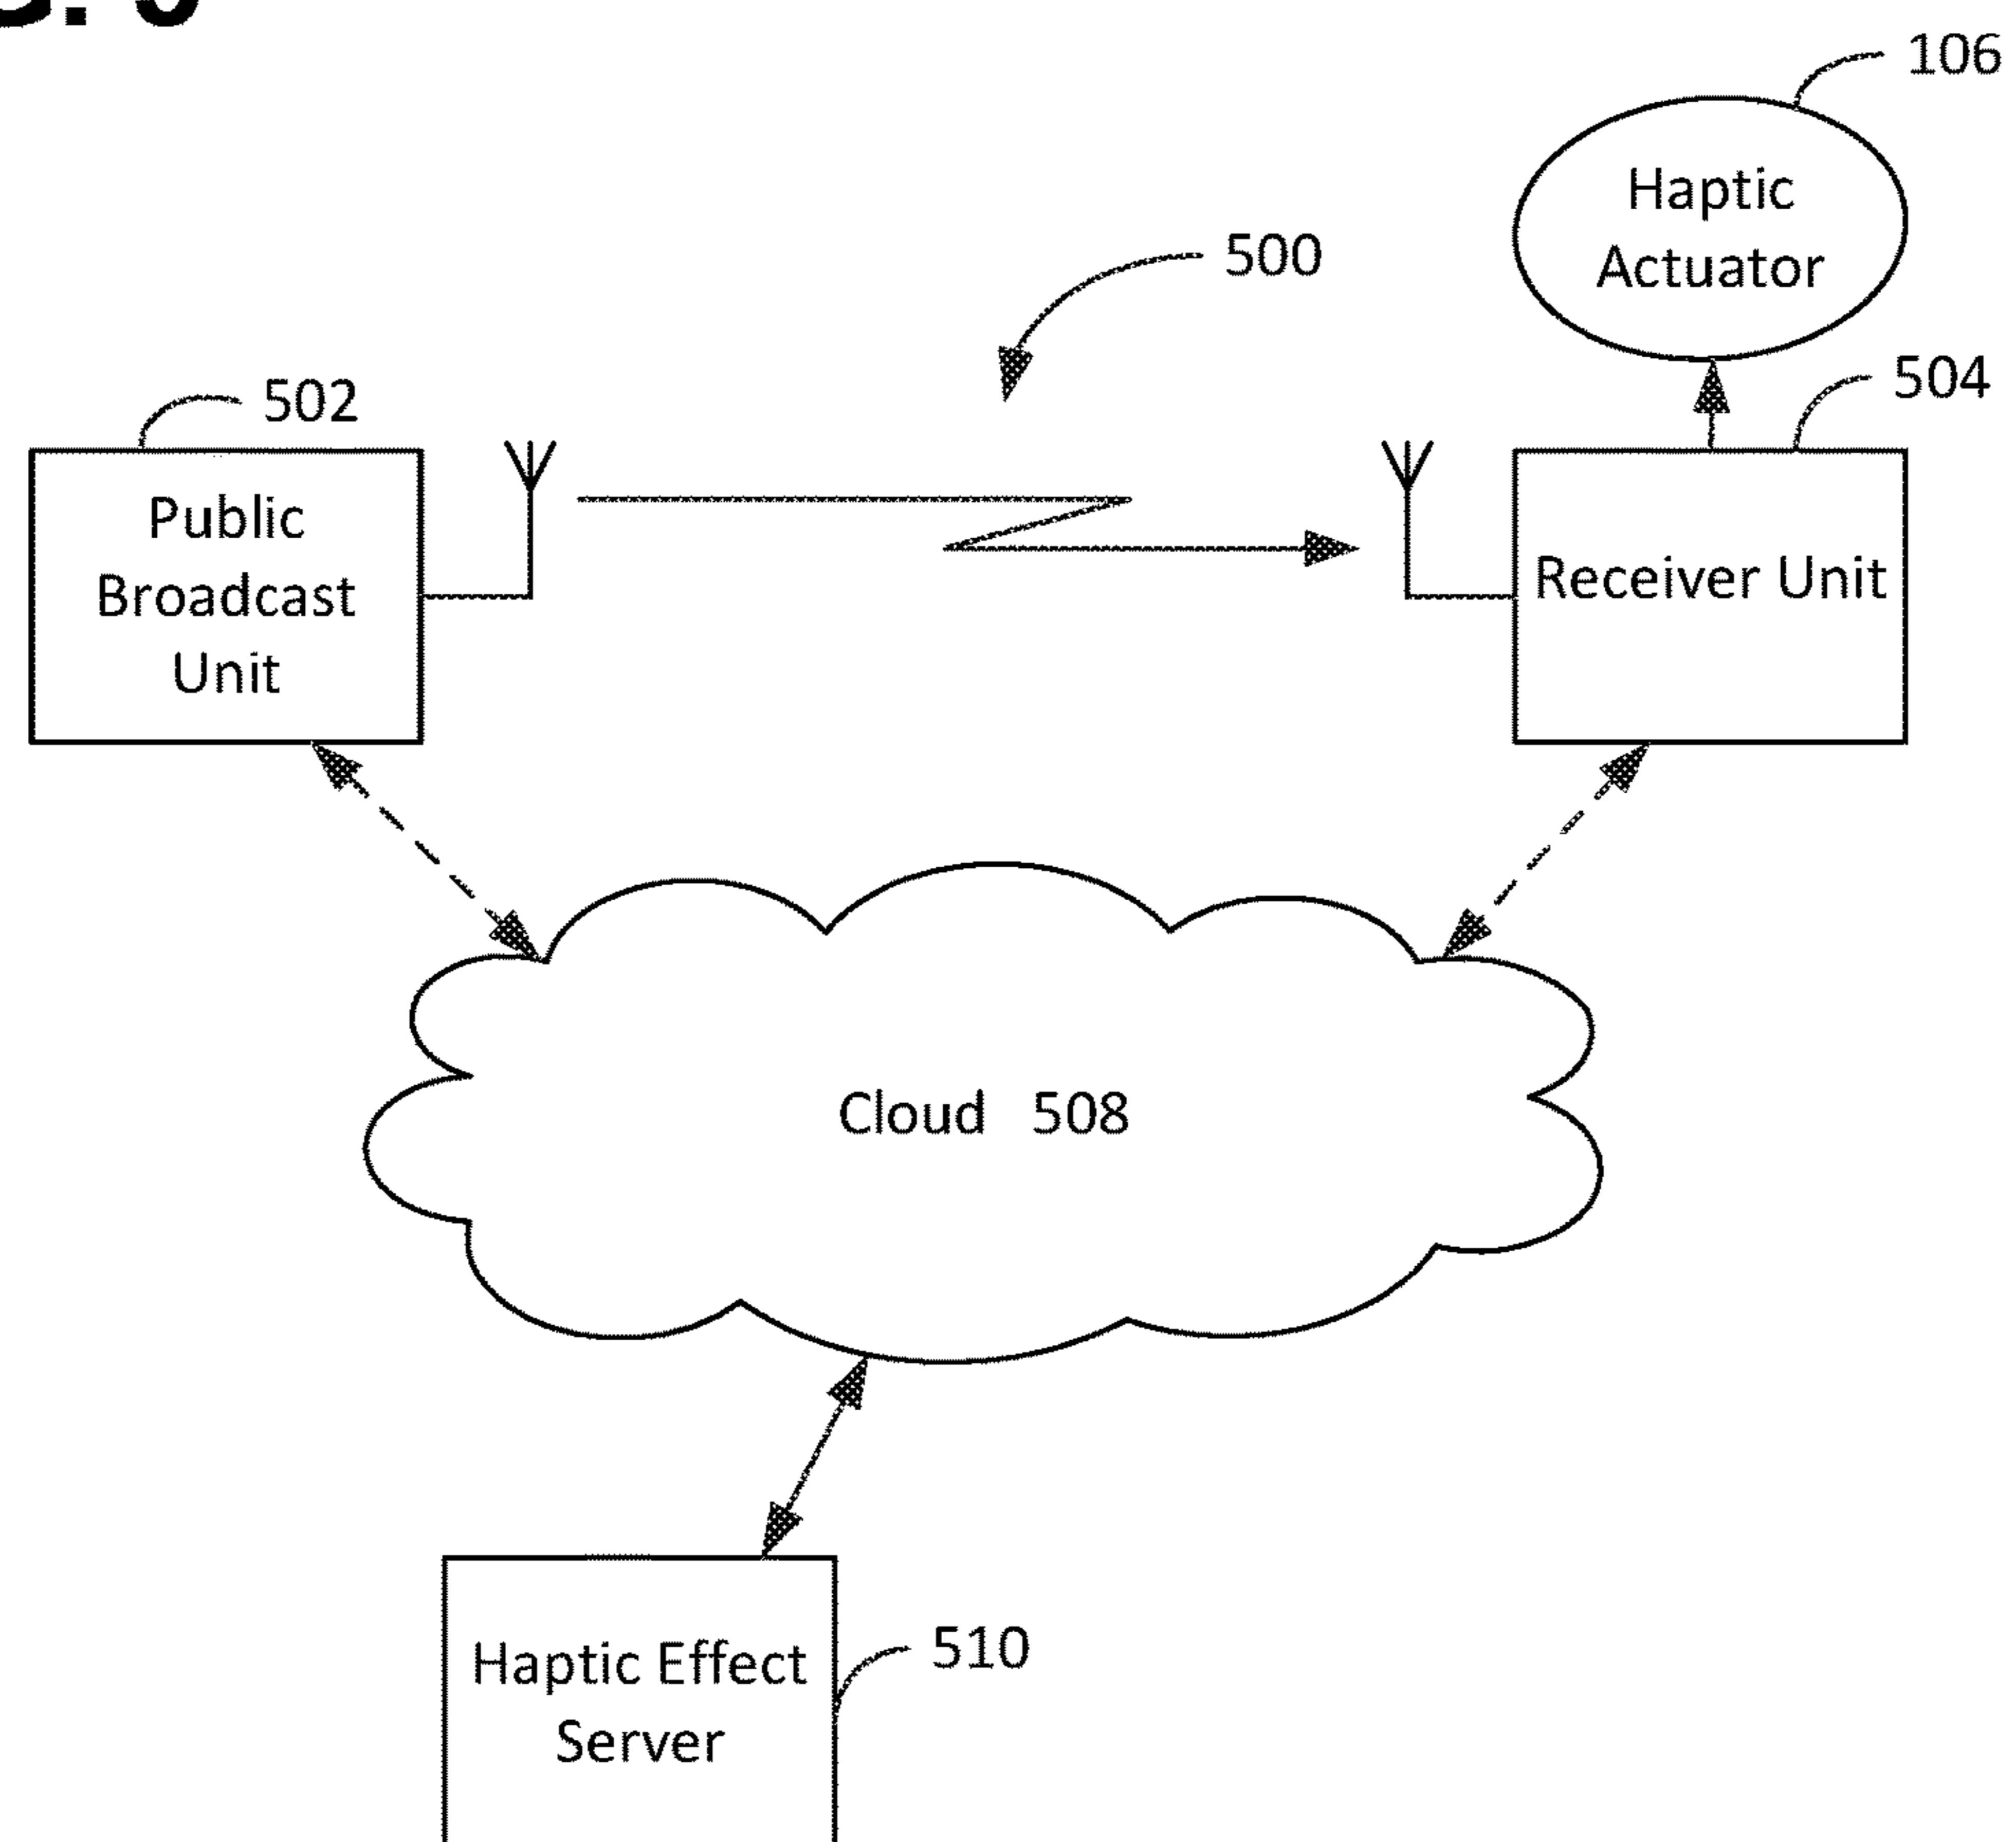 106
Haptic
Actuator
500
504
502
Public
Broadcast
Unit
Receiver Unit
Cloud 508
510
Haptic Effect
Server